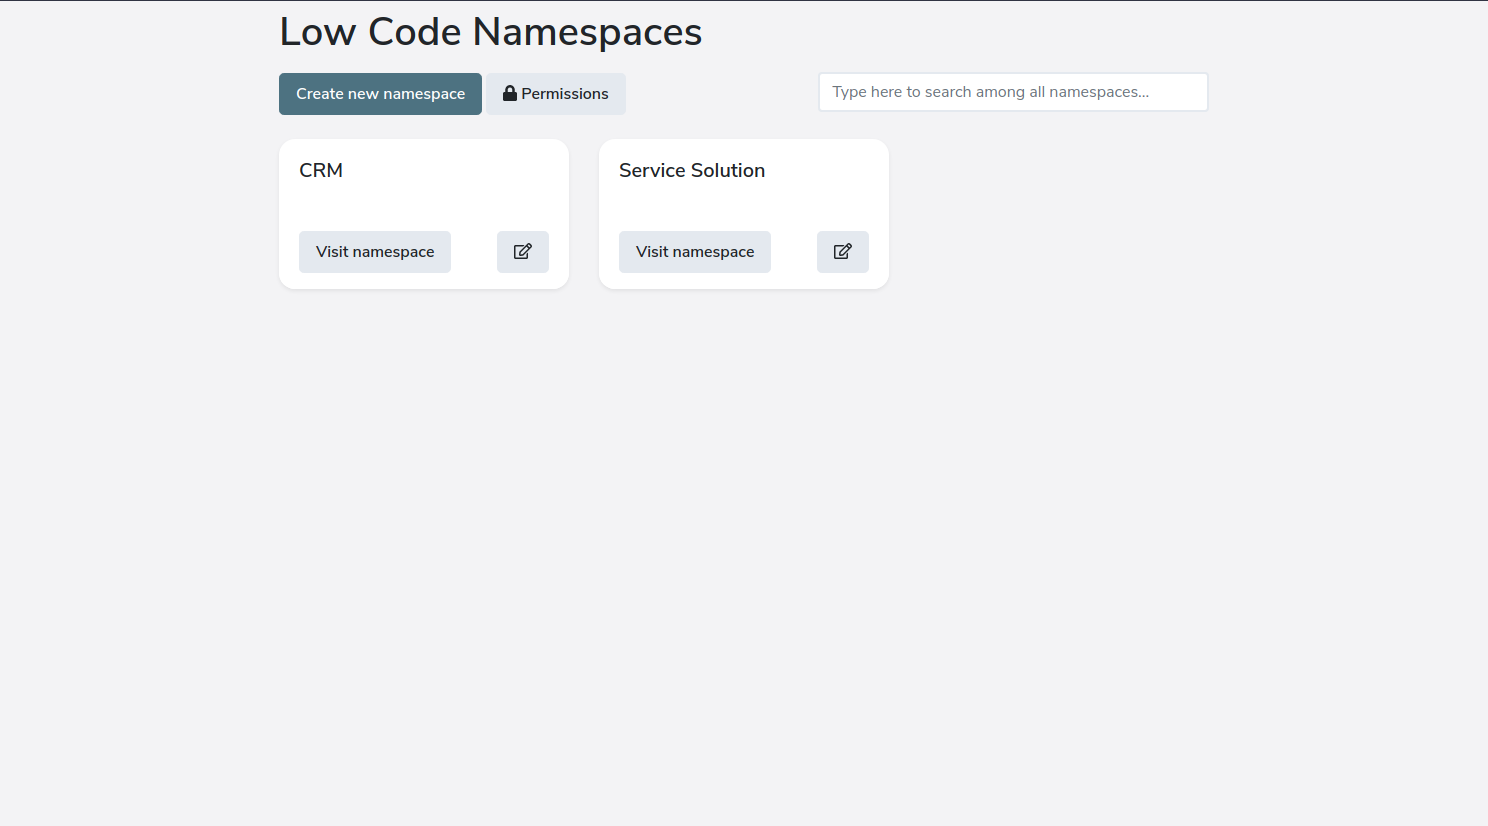 Low Code Namespaces
Create new namespace
Permissions
Type here to search among all namespaces...
CRM
Service Solution
Visit namespace
Visit namespace